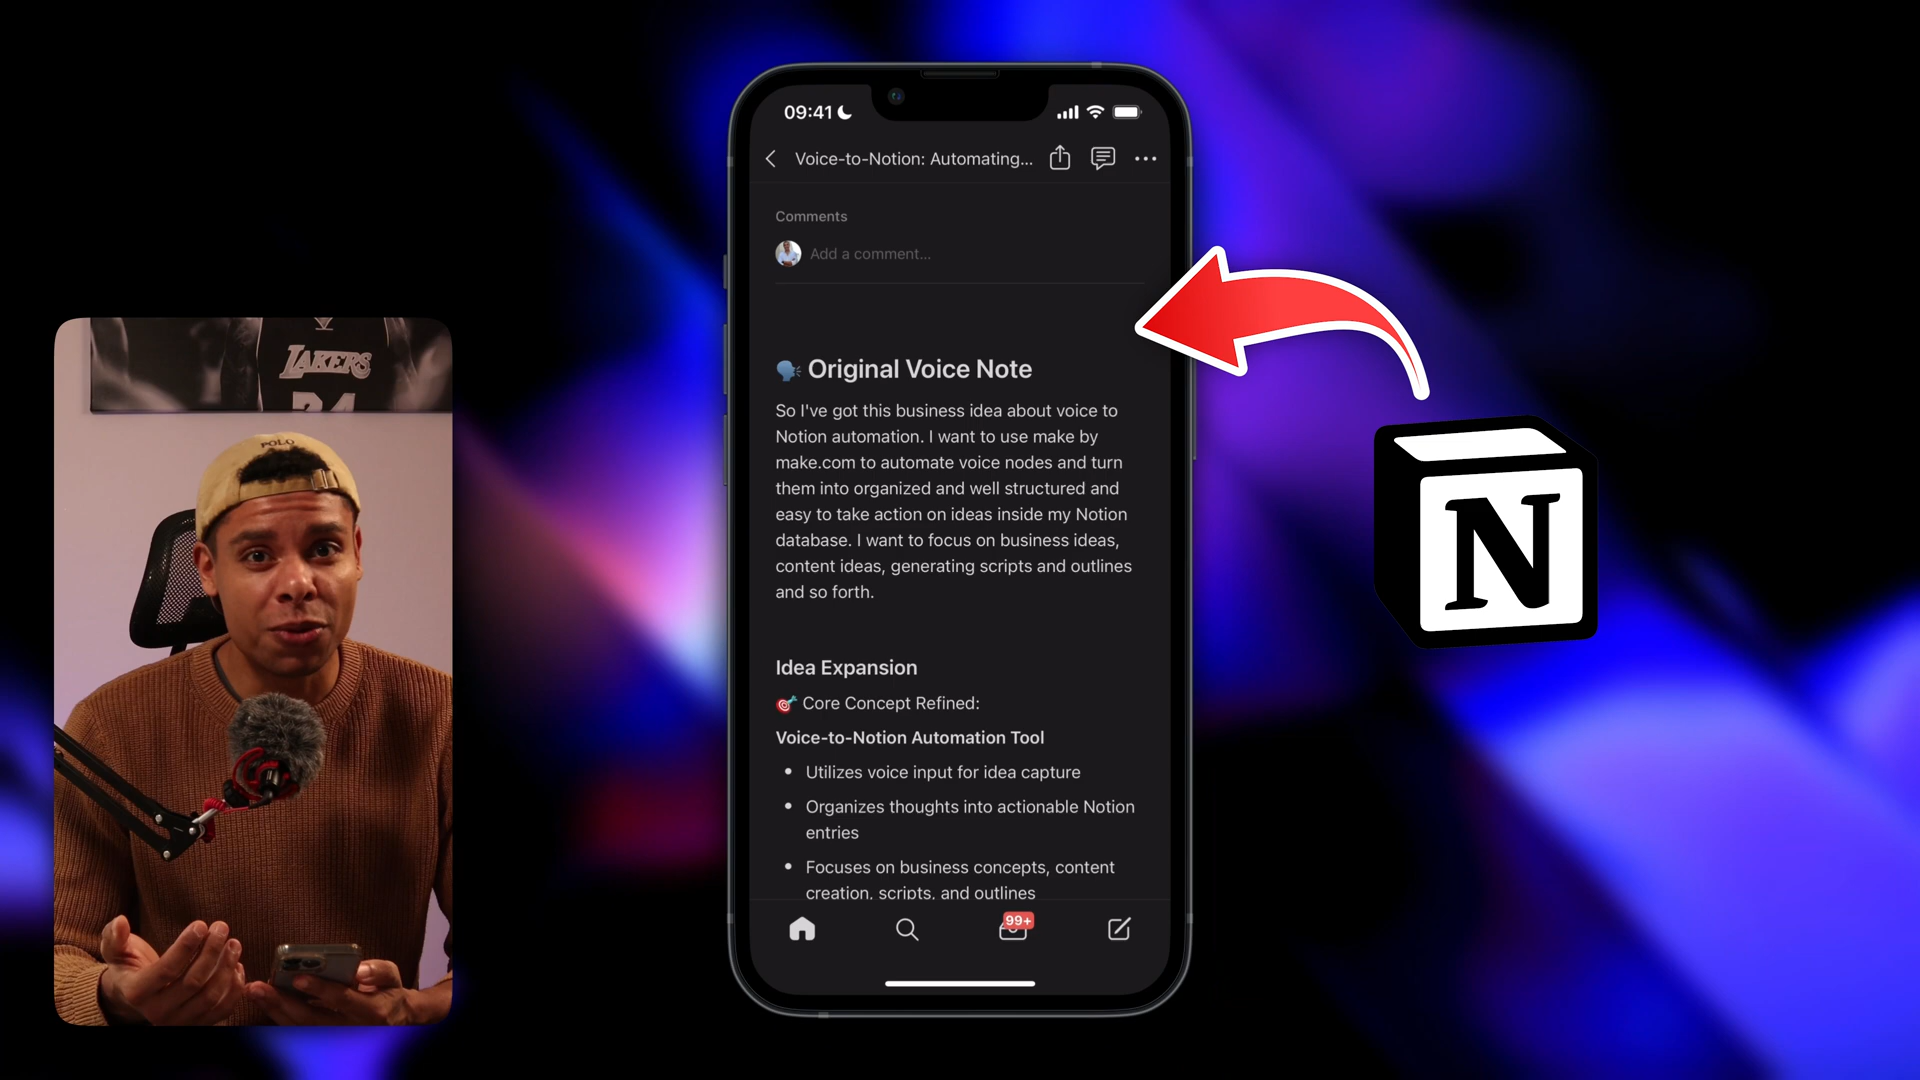 LAKERS
24
POLO
09:41
Voice-to-Notion: Automating...
Comments
Add a comment...
Original Voice Note
So I've got this business idea about voice to
Notion automation. I want to use make by
make.com to automate voice nodes and turn
them into organized and well structured and
easy to take action on ideas inside my Notion
database. I want to focus on business ideas,
content ideas, generating scripts and outlines
and so forth.
Idea Expansion
Core Concept Refined:
Voice-to-Notion Automation Tool
• Utilizes voice input for idea capture
• Organizes thoughts into actionable Notion
entries
• Focuses on business concepts, content
creation, scripts, and outlines
99+
N